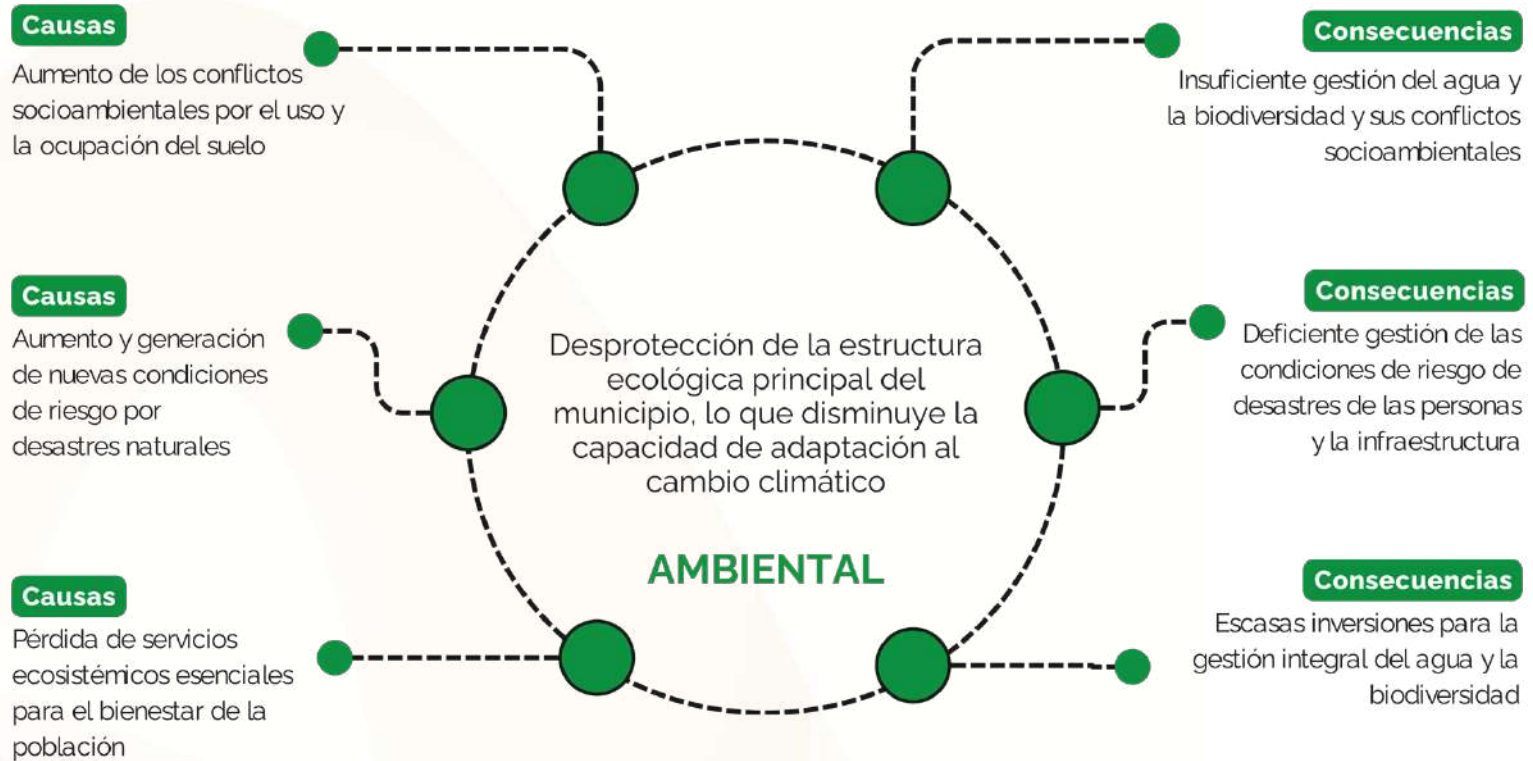 Causas
Aumento de los conflictos
socioambientales por el uso y
la ocupación del suelo
Causas
Aumento y generación
de nuevas condiciones
de riesgo por
desastres naturales
Causas
Pérdida de servicios
ecosistémicos esenciales
para el bienestar de la
población
Desprotección de la estructura
ecológica principal del
municipio, lo que disminuye la
capacidad de adaptación al
cambio climático
AMBIENTAL
Consecuencias
Insuficiente gestión del agua y
la biodiversidad y sus conflictos
socioambientales
Consecuencias
Deficiente gestión de las
condiciones de riesgo de
desastres de las personas
y la infraestructura
Consecuencias
Escasas inversiones para la
gestión integral del agua y la
biodiversidad